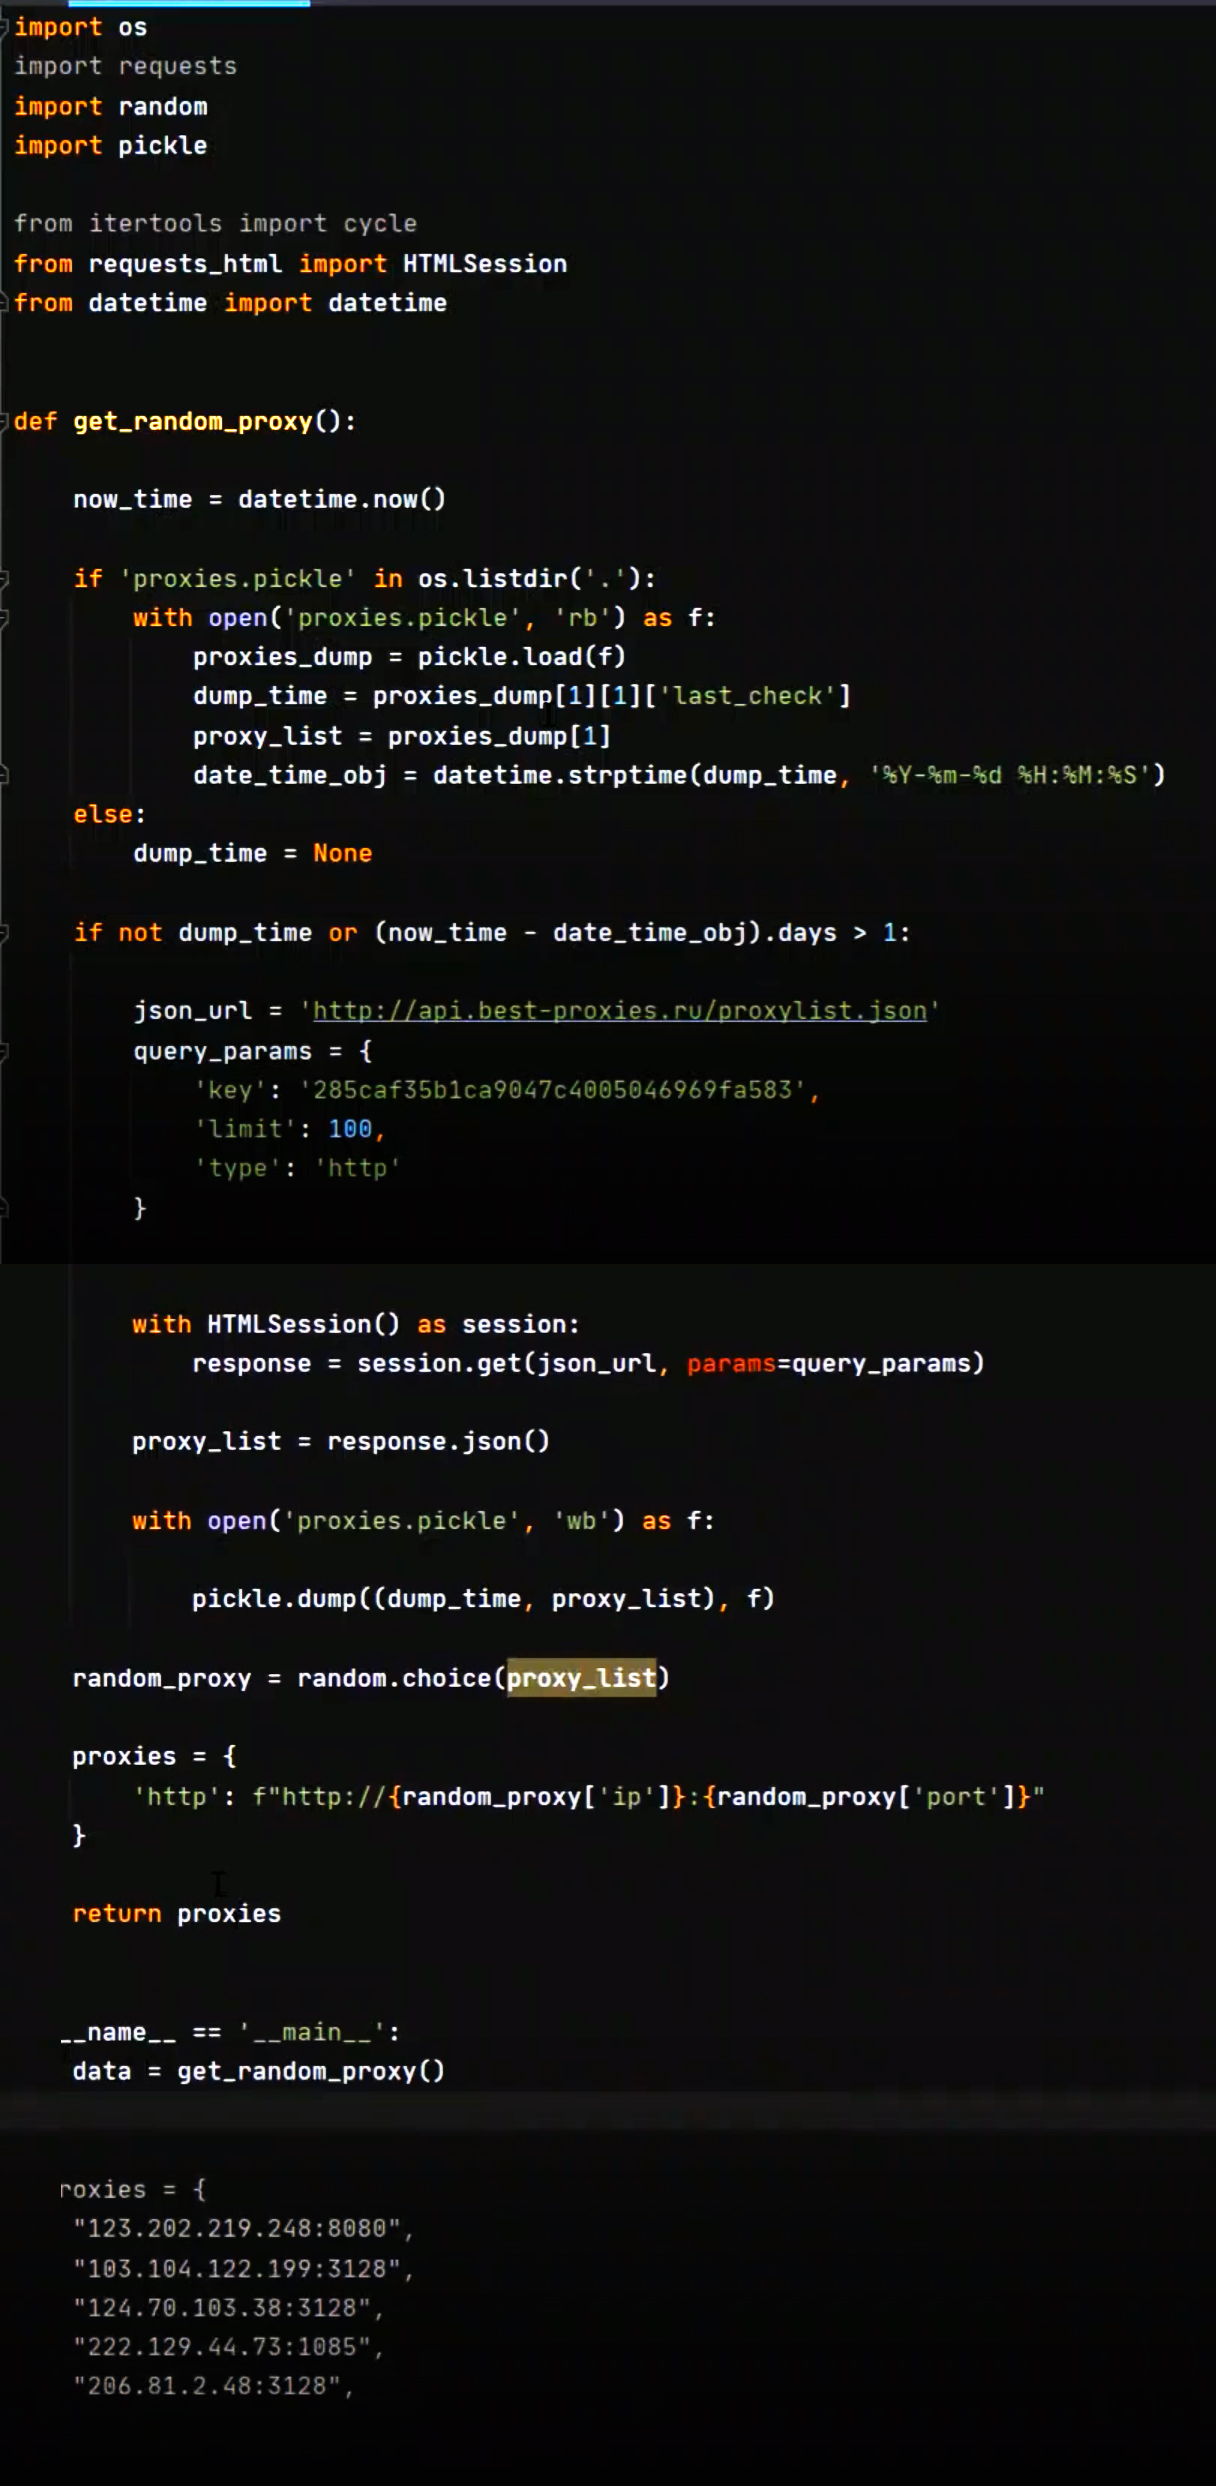 import os
import requests
import random
import pickle
from itertools import cycle
from requests_html import HTMLSession
from datetime import datetime
def get_random_proxy():
now_time = datetime.now()
if 'proxies.pickle' in os.listdir('.'):
with open('proxies.pickle', 'rb') as f:
proxies_dump = pickle.load(f)
dump_time = proxies_dump[1][1]['last_check']
proxy_list = proxies_dump[1]
date_time_obj = datetime.strptime(dump_time, '%Y-%m-%d %H:%M:%S')
else:
dump_time = None
if not dump_time or (now_time - date_time_obj).days > 1:
json_url = 'http://api.best-proxies.ru/proxylist.json'
query_params = {
'key': '285caf35b1ca9047c4005046969fa583',
'limit': 100,
'type': 'http'
}
with HTMLSession() as session:
response = session.get(json_url, params=query_params)
proxy_list = response.json()
with open('proxies.pickle', 'wb') as f:
pickle.dump((dump_time, proxy_list), f)
random_proxy = random.choice(proxy_list)
proxies = {
'http': f"http://{random_proxy['ip']}:{random_proxy['port']}"
}
return proxies
__name__ == '__main__':
data = get_random_proxy()
roxies = {
"123.202.219.248:8080",
"103.104.122.199:3128",
"124.70.103.38:3128",
"222.129.44.73:1085",
"206.81.2.48:3128",